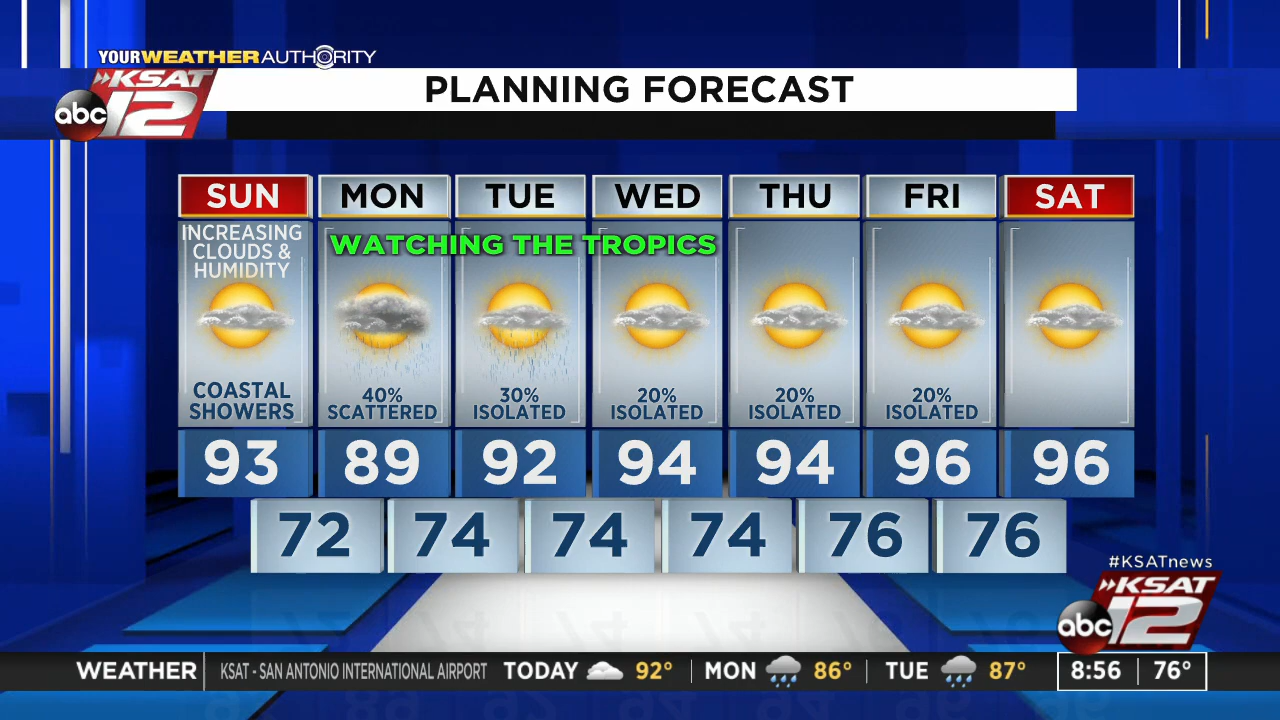 YOURWEATHERAUTHORITY
KSAT
abc 12
PLANNING FORECAST
SUN MON TUE WED THU FRI SAT
INCREASING
CLOUDS &
HUMIDITY
WATCHING THE TROPICS
COASTAL
SHOWERS
40%
SCATTERED
30%
ISOLATED
20%
ISOLATED
20%
ISOLATED
20%
ISOLATED
93 89 92 94 94 96 96
72 74 74 74 76 76
#KSATnews
KSAT
abc 12
WEATHER KSAT - SAN ANTONIO INTERNATIONAL AIRPORT TODAY 92° MON 86° TUE 87° 8:56 76°